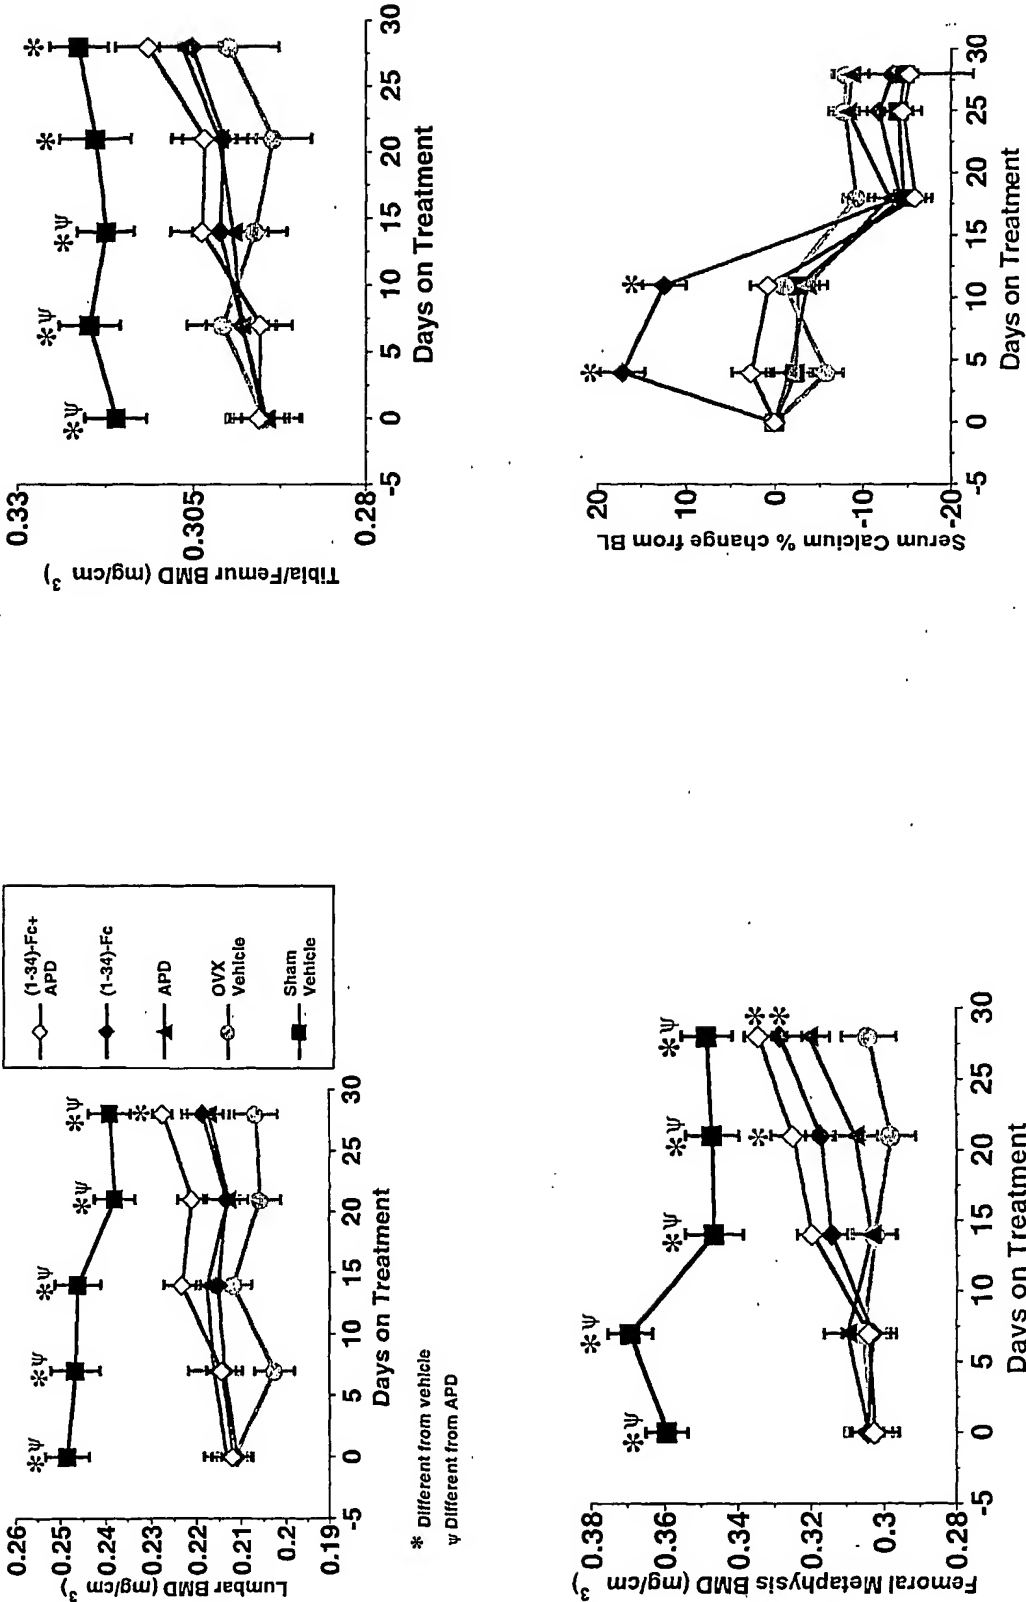 Lumbar BMD (mg/cm³)
0.26
0.25
0.24
0.23
0.22
0.21
0.2
0.19
*Ψ
*Ψ
*Ψ
*Ψ
*Ψ
*
-5 0 5 10 15 20 25 30
Days on Treatment
(1-34)-Fc+
APD
(1-34)-Fc
APD
OVX
Vehicle
Sham
Vehicle
Tibia/Femur BMD (mg/cm³)
0.33
0.305
0.28
*Ψ
*Ψ
*Ψ
*
*
-5 0 5 10 15 20 25 30
Days on Treatment
* Different from vehicle
Ψ Different from APD
Femoral Metaphysis BMD (mg/cm³)
0.38
0.36
0.34
0.32
0.3
0.28
*Ψ
*Ψ
*Ψ
*Ψ
*Ψ
*
*
*
-5 0 5 10 15 20 25 30
Days on Treatment
Serum Calcium % change from BL
20
10
0
-10
-20
*
*
-5 0 5 10 15 20 25 30
Days on Treatment